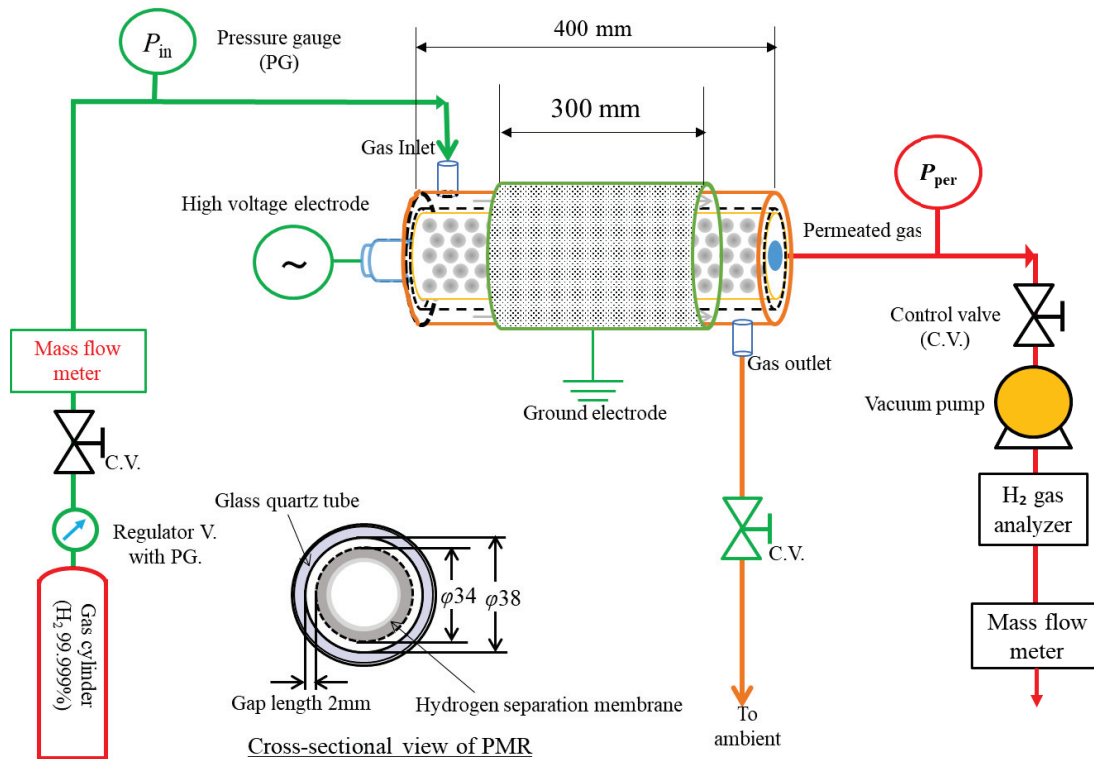 400 mm
P_in
Pressure gauge
(PG)
300 mm
Gas Inlet
P_per
High voltage electrode
~
Permeated gas
Control valve
(C.V.)
Mass flow
meter
Gas outlet
Ground electrode
Vacuum pump
C.V.
Glass quartz tube
H₂ gas
analyzer
Regulator V.
with PG.
C.V.
φ34
φ38
Gas cylinder
(H₂ 99.999%)
Mass flow
meter
Gap length 2mm
Hydrogen separation membrane
To
ambient
Cross-sectional view of PMR